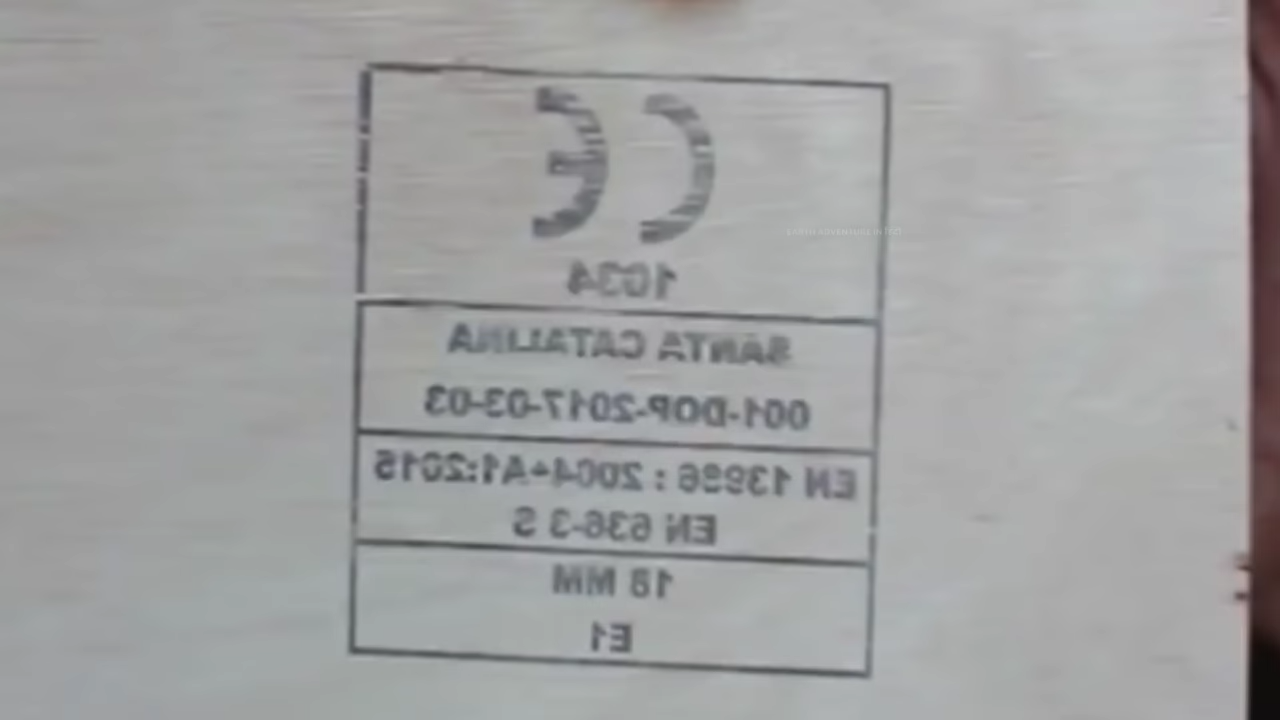 CE
1034
SANTA CATALINA
001-DOP-2017-03-03
EN 13986 : 2004+A1:2015
EN 636-3 S
18 MM
E1